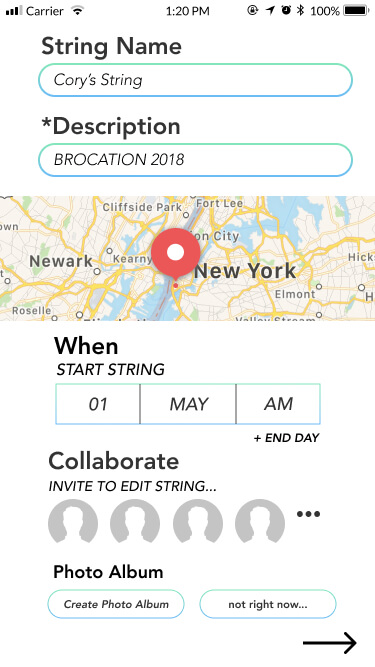 Carrier 1:20 PM 100%
String Name
Cory's String
*Description
BROCATION 2018
Cliffside Park Fort Lee
Newark Kearny New York Hick
Elmont
Roselle
Valley Stream
When
START STRING
01 MAY AM
+ END DAY
Collaborate
INVITE TO EDIT STRING...
Photo Album
Create Photo Album not right now...